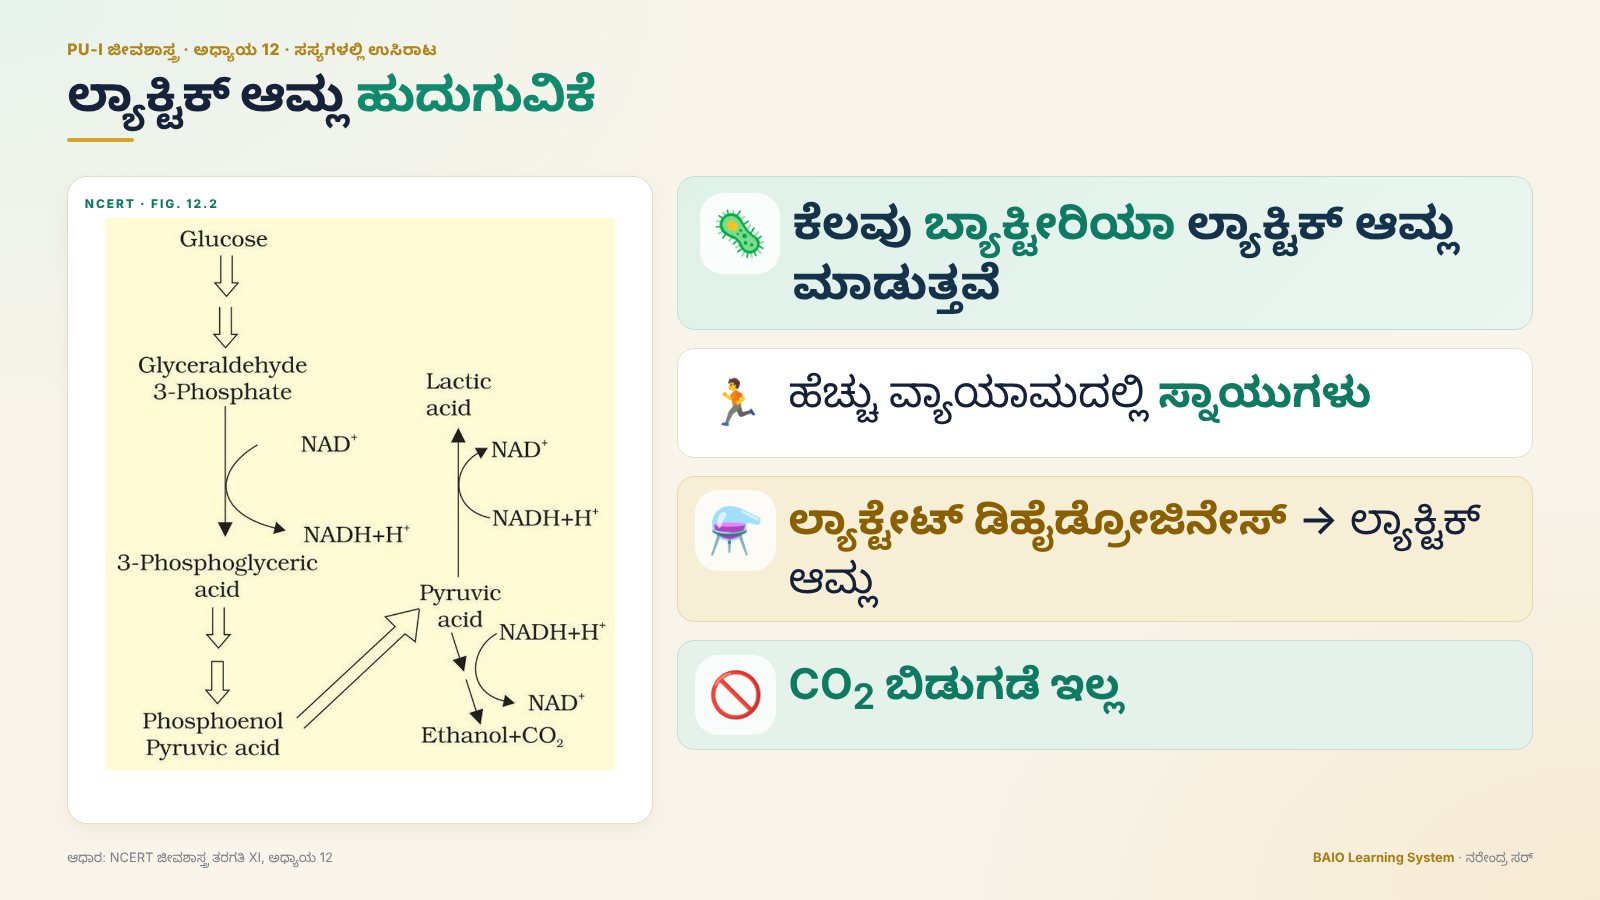 PU-I ಜೀವಶಾಸ್ತ್ರ · ಅಧ್ಯಾಯ 12 · ಸಸ್ಯಗಳಲ್ಲಿ ಉಸಿರಾಟ
ಲ್ಯಾಕ್ಟಿಕ್ ಆಮ್ಲ ಹುದುಗುವಿಕೆ
NCERT · FIG. 12.2
Glucose
Glyceraldehyde
3-Phosphate
NAD⁺
NADH+H⁺
3-Phosphoglyceric
acid
Phosphoenol
Pyruvic acid
Lactic
acid
NAD⁺
NADH+H⁺
Pyruvic
acid
NADH+H⁺
NAD⁺
Ethanol+CO₂
ಕೆಲವು ಬ್ಯಾಕ್ಟೀರಿಯಾ ಲ್ಯಾಕ್ಟಿಕ್ ಆಮ್ಲ
ಮಾಡುತ್ತವೆ
ಹೆಚ್ಚು ವ್ಯಾಯಾಮದಲ್ಲಿ ಸ್ನಾಯುಗಳು
ಲ್ಯಾಕ್ಟೇಟ್ ಡಿಹೈಡ್ರೋಜಿನೇಸ್ → ಲ್ಯಾಕ್ಟಿಕ್
ಆಮ್ಲ
CO₂ ಬಿಡುಗಡೆ ಇಲ್ಲ
ಆಧಾರ: NCERT ಜೀವಶಾಸ್ತ್ರ ತರಗತಿ XI, ಅಧ್ಯಾಯ 12
BAIO Learning System · ನರೇಂದ್ರ ಸರ್